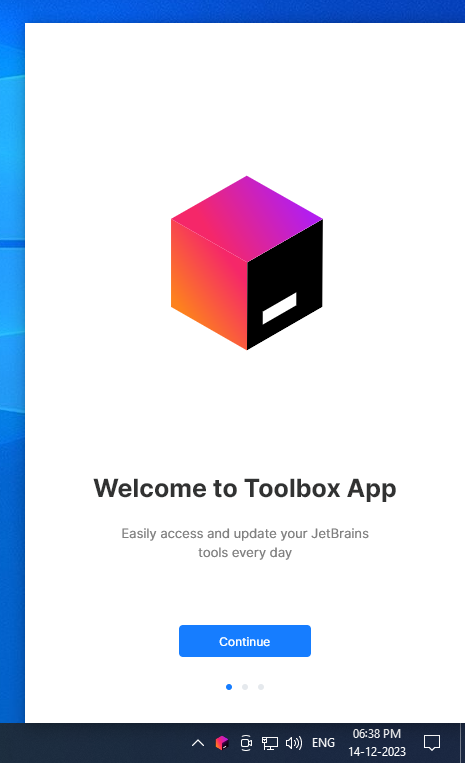 Welcome to Toolbox App
Easily access and update your JetBrains
tools every day
Continue
ENG
06:38 PM
14-12-2023